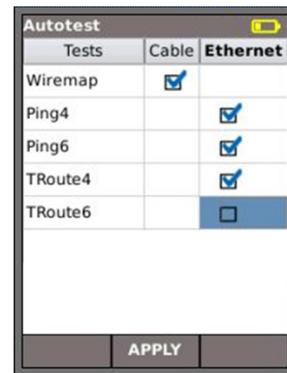 Autotest
Tests Cable Ethernet
Wiremap
Ping4
Ping6
TRoute4
TRoute6
APPLY